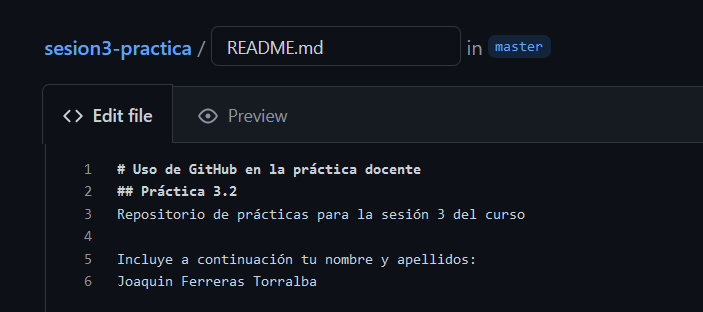 sesion3-practica / README.md in master
<> Edit file Preview
1 # Uso de GitHub en la práctica docente
2 ## Práctica 3.2
3 Repositorio de prácticas para la sesión 3 del curso
4
5 Incluye a continuación tu nombre y apellidos:
6 Joaquin Ferreras Torralba